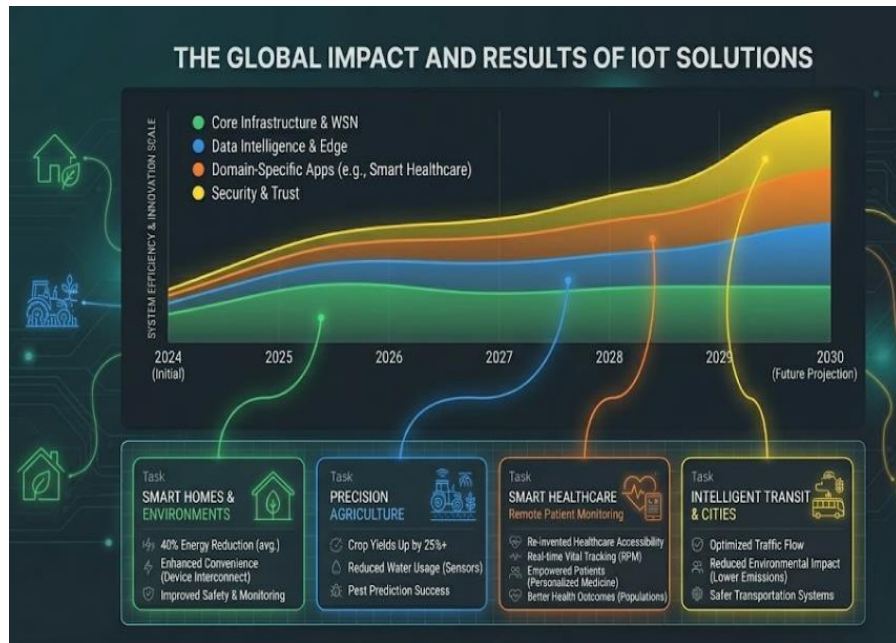 THE GLOBAL IMPACT AND RESULTS OF IOT SOLUTIONS
SYSTEM EFFICIENCY & INNOVATION SCALE
Core Infrastructure & WSN
Data Intelligence & Edge
Domain-Specific Apps (e.g., Smart Healthcare)
Security & Trust
2024
(Initial)
2025
2026
2027
2028
2029
2030
(Future Projection)
Task
SMART HOMES &
ENVIRONMENTS
40% Energy Reduction (avg.)
Enhanced Convenience
(Device Interconnect)
Improved Safety & Monitoring
Task
PRECISION
AGRICULTURE
Crop Yields Up by 25%+
Reduced Water Usage (Sensors)
Pest Prediction Success
Task
SMART HEALTHCARE
Remote Patient Monitoring
Re-invented Healthcare Accessibility
Real-time Vital Tracking (RPM)
Empowered Patients
(Personalized Medicine)
Better Health Outcomes (Populations)
Task
INTELLIGENT TRANSIT
& CITIES
Optimized Traffic Flow
Reduced Environmental Impact
(Lower Emissions)
Safer Transportation Systems